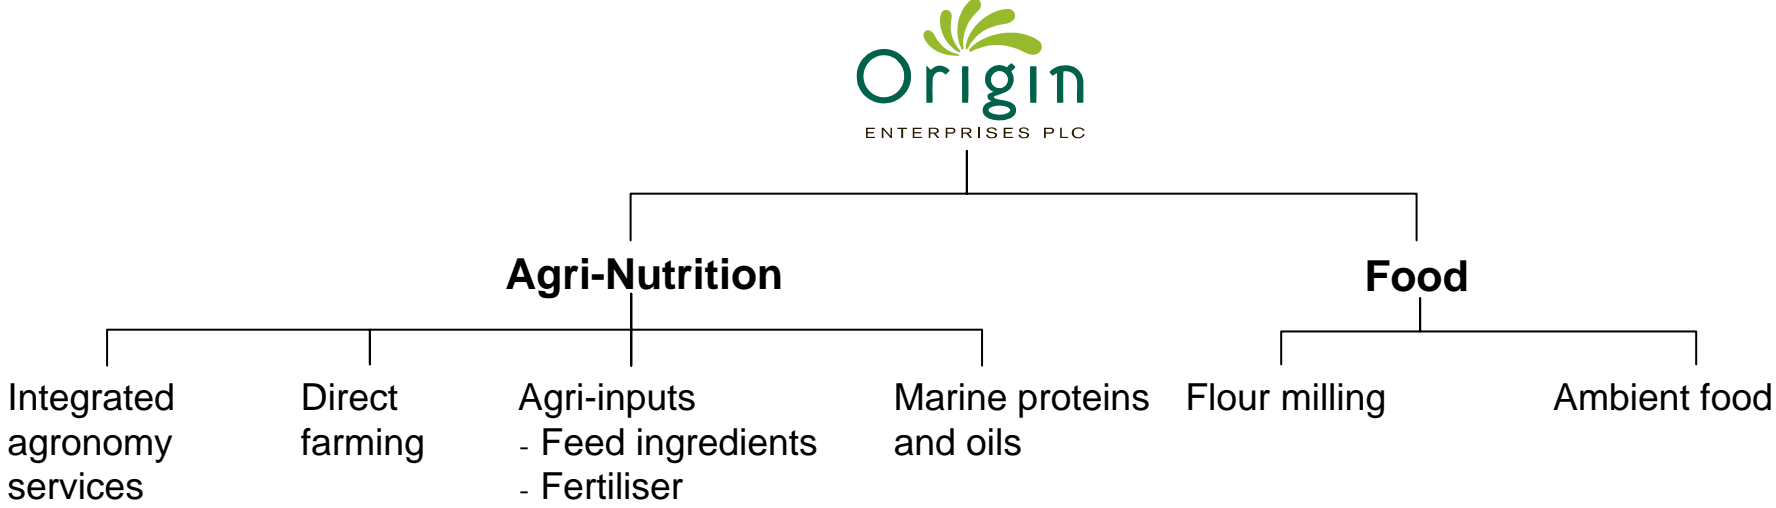 Origin
ENTERPRISES PLC
Agri-Nutrition
Food
Integrated
agronomy
services
Direct
farming
Agri-inputs
- Feed ingredients
- Fertiliser
Marine proteins
and oils
Flour milling
Ambient food